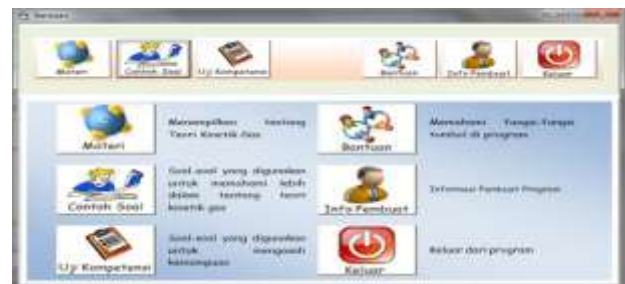 Bantuan
Materi
Contoh Soal
Uji Kompetensi
Bantuan
Info Pembuat
Keluar
Materi
Menampilkan tentang
Teori Kinetik Gas
Bantuan
Memahami fungsi-fungsi
tombol di program
Contoh Soal
Soal-soal yang digunakan
untuk memahami lebih
dalam tentang teori
kinetik gas
Info Pembuat
Informasi Pembuat Program
Uji Kompetensi
Soal-soal yang digunakan
untuk mengasah
kemampuan
Keluar
Keluar dari program